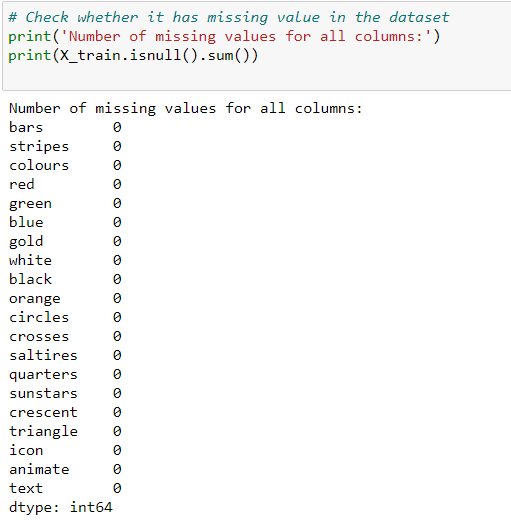 # Check whether it has missing value in the dataset
print('Number of missing values for all columns:')
print(X_train.isnull().sum())
Number of missing values for all columns:
bars 0
stripes 0
colours 0
red 0
green 0
blue 0
gold 0
white 0
black 0
orange 0
circles 0
crosses 0
saltires 0
quarters 0
sunstars 0
crescent 0
triangle 0
icon 0
animate 0
text 0
dtype: int64